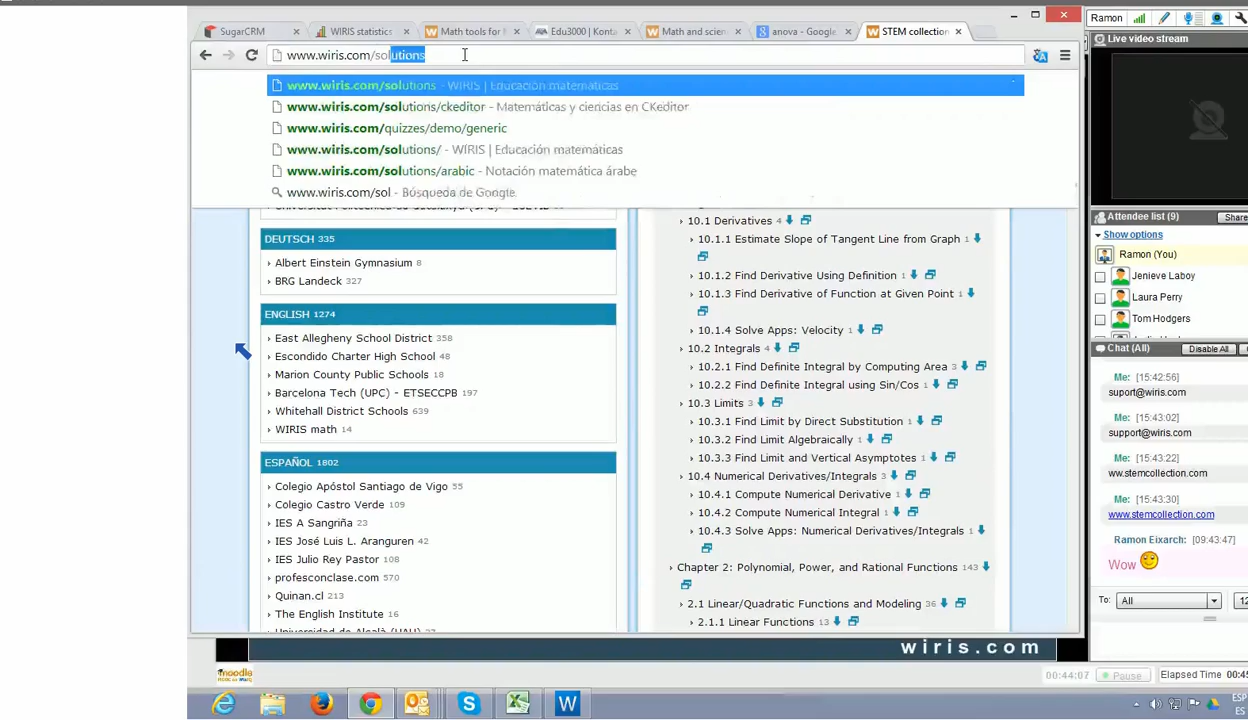 SugarCRM
WIRIS statistics
Math tools for
Edu3000 | Konta
Math and scien
anova - Google
STEM collection
www.wiris.com/solutions
www.wiris.com/solutions - WIRIS | Educación matemáticas
www.wiris.com/solutions/ckeditor - Matemáticas y ciencias en CKeditor
www.wiris.com/quizzes/demo/generic
www.wiris.com/solutions/ - WIRIS | Educación matemáticas
www.wiris.com/solutions/arabic - Notación matemática árabe
www.wiris.com/sol - Búsqueda de Google
DEUTSCH 335
Albert Einstein Gymnasium 8
BRG Landeck 327
ENGLISH 1274
East Allegheny School District 358
Escondido Charter High School 48
Marion County Public Schools 18
Barcelona Tech (UPC) - ETSECCPB 197
Whitehall District Schools 639
WIRIS math 14
ESPAÑOL 1802
Colegio Apóstol Santiago de Vigo 55
Colegio Castro Verde 109
IES A Sangriña 23
IES José Luis L. Aranguren 42
IES Julio Rey Pastor 108
profesconclase.com 570
Quinan.cl 213
The English Institute 16
10.1 Derivatives 4
10.1.1 Estimate Slope of Tangent Line from Graph 1
10.1.2 Find Derivative Using Definition 1
10.1.3 Find Derivative of Function at Given Point 1
10.1.4 Solve Apps: Velocity 1
10.2 Integrals 4
10.2.1 Find Definite Integral by Computing Area 3
10.2.2 Find Definite Integral using Sin/Cos 1
10.3 Limits 3
10.3.1 Find Limit by Direct Substitution 1
10.3.2 Find Limit Algebraically 1
10.3.3 Find Limit and Vertical Asymptotes 1
10.4 Numerical Derivatives/Integrals 3
10.4.1 Compute Numerical Derivative 1
10.4.2 Compute Numerical Integral 1
10.4.3 Solve Apps: Numerical Derivatives/Integrals 1
Chapter 2: Polynomial, Power, and Rational Functions 143
2.1 Linear/Quadratic Functions and Modeling 36
2.1.1 Linear Functions 13
wiris.com
moodle
Ramon
Live video stream
Attendee list (9)
Share
Show options
Ramon (You)
Jenieve Laboy
Laura Perry
Tom Hodgers
Chat (All)
Disable All
Me: [15:42:56]
suport@wiris.com
Me: [15:43:02]
support@wiris.com
Me: [15:43:22]
ww.stemcollection.com
Me: [15:43:30]
www.stemcollection.com
Ramon Eixarch: [09:43:47]
Wow
To: All
12
00:44:07
Pause
Elapsed Time: 00:45
ESP
ES